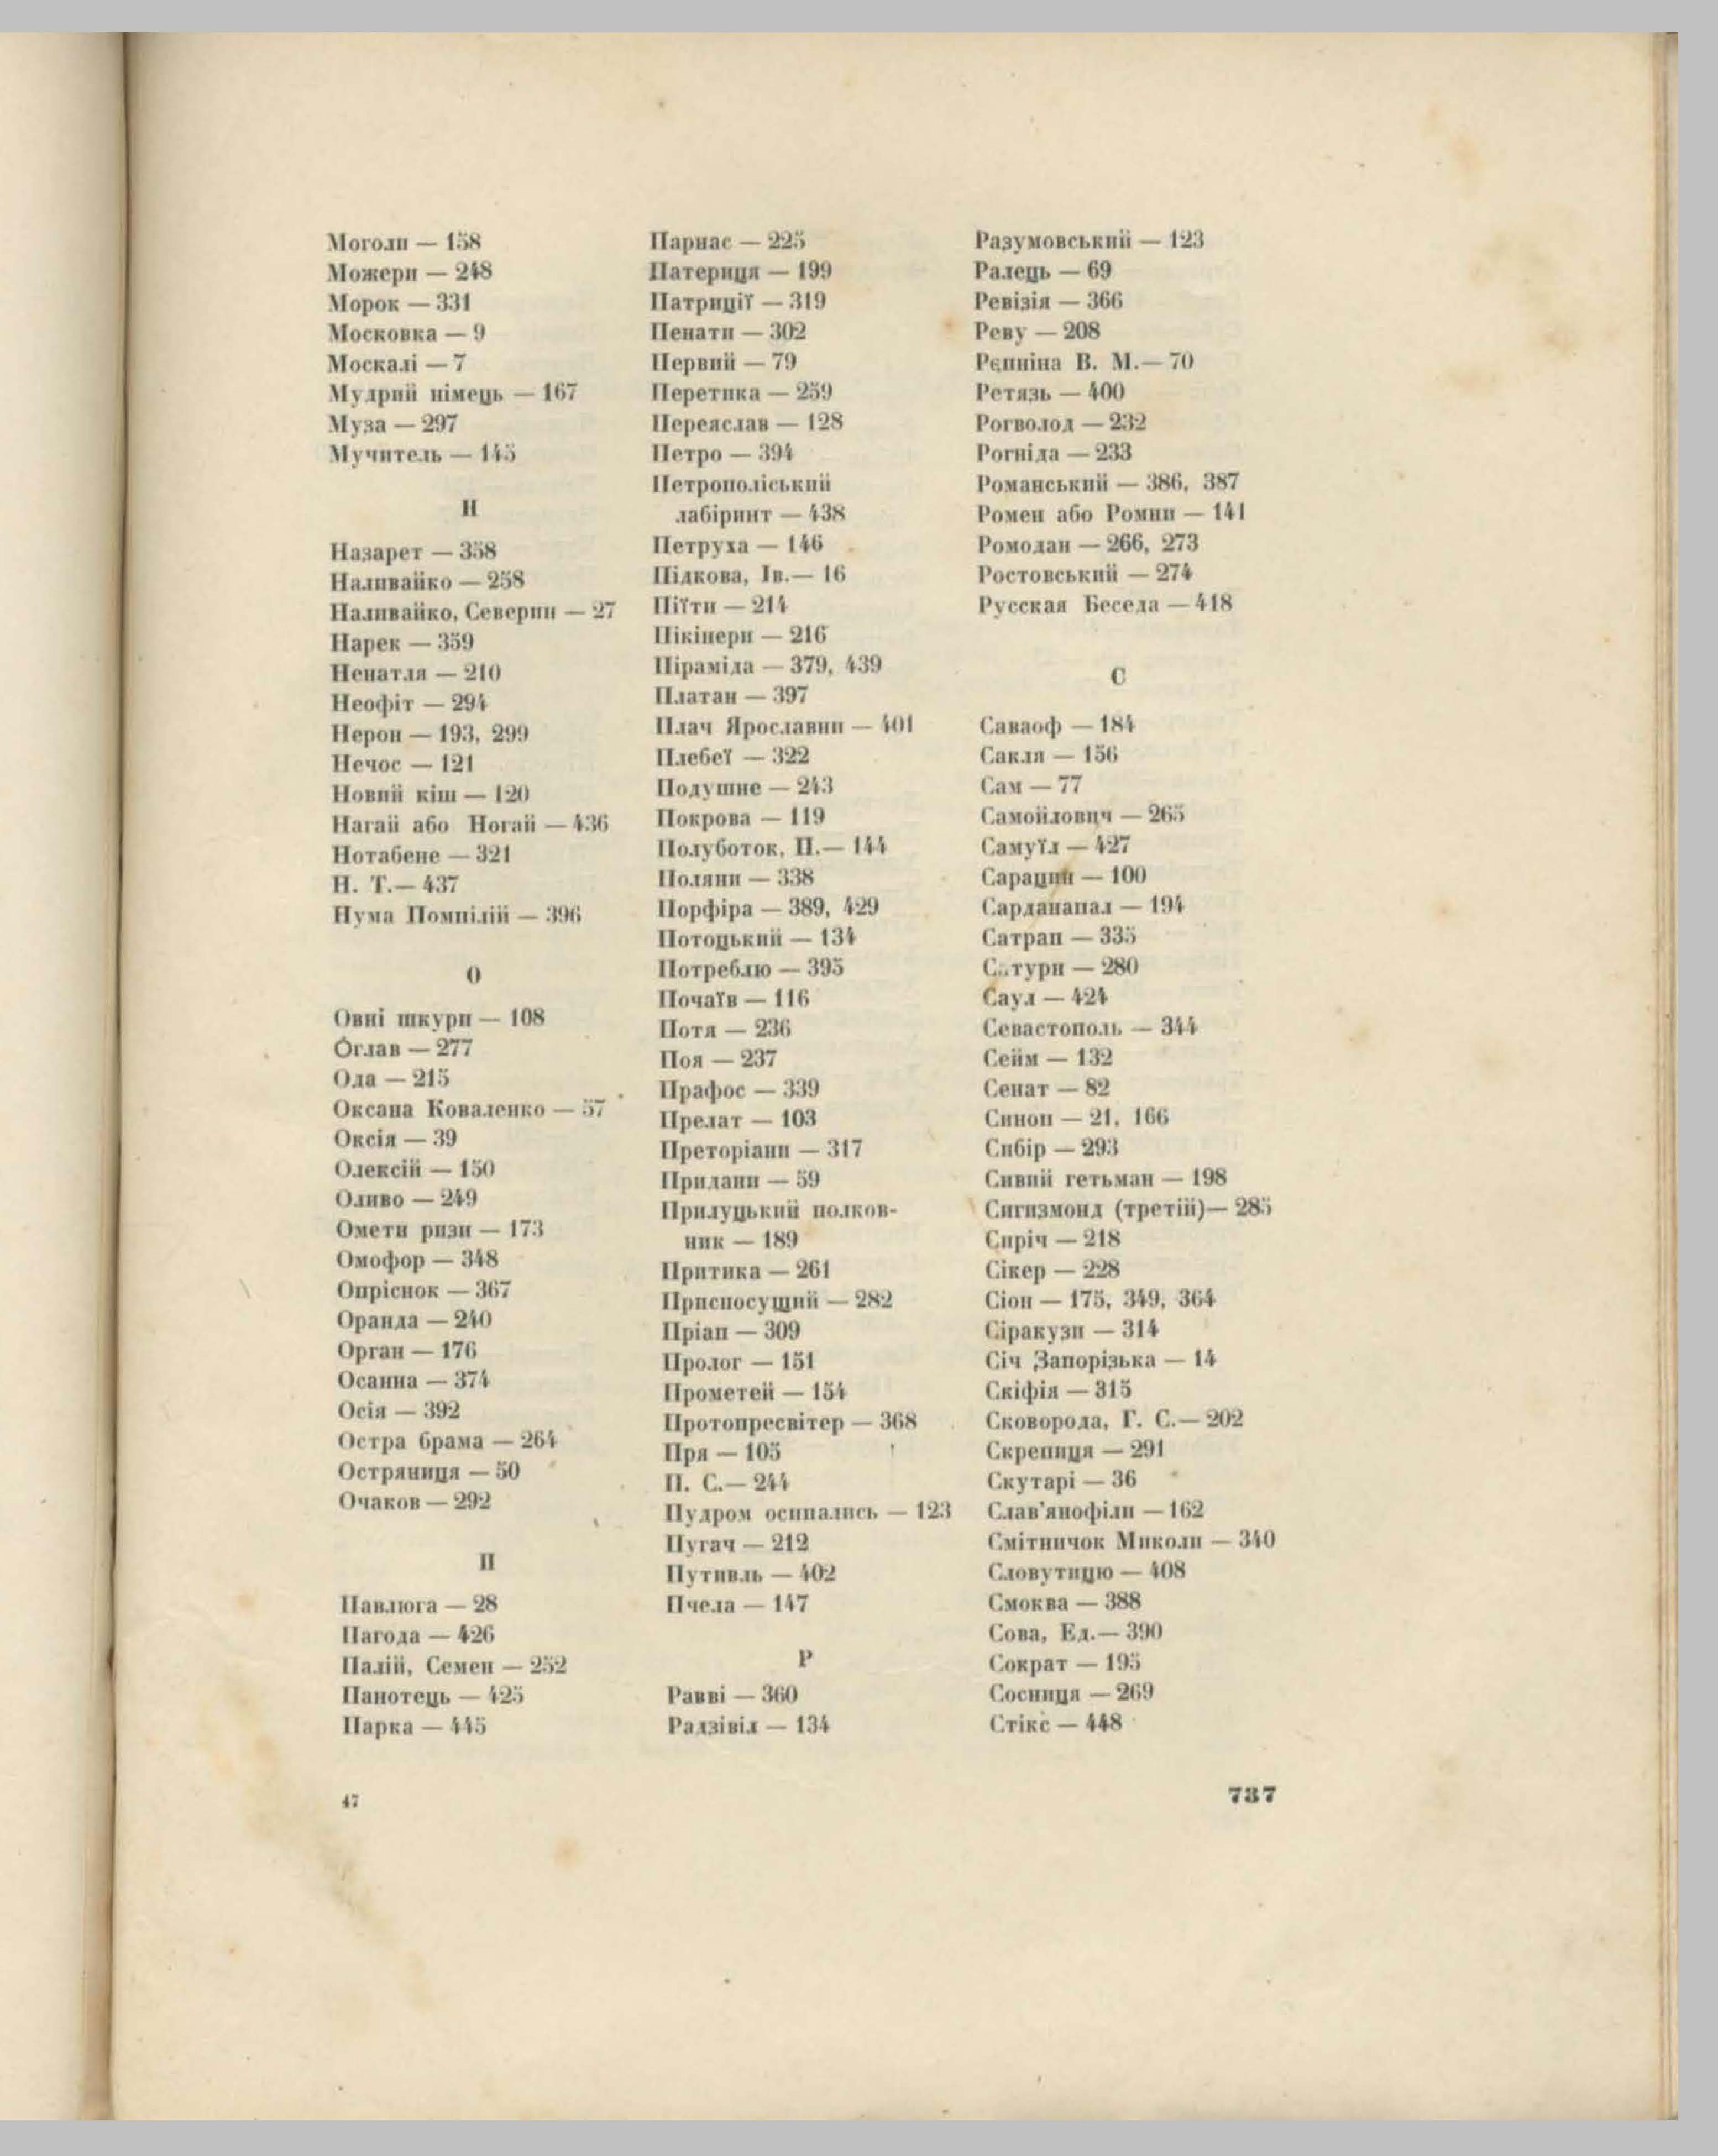 Моголи — 158
Можери — 248
Морок — 331
Московка — 9
Москалі — 7
Мудрий німець — 167
Муза — 297
Мучитель — 145
Н
Назарет — 358
Наливайко — 258
Наливайко, Северин — 27
Нарек — 359
Ненатля — 210
Неофіт — 294
Нерон — 193, 299
Нечос — 121
Новий кіш — 120
Нагай або Ногай — 436
Нотабене — 321
Н. Т.— 437
Нума Помпілій — 396
О
Овні шкури — 108
Оглав — 277
Ода — 215
Оксана Коваленко — 57
Оксія — 39
Олексій — 150
Оливо — 249
Омети ризи — 173
Омофор — 348
Опріснок — 367
Оранда — 240
Орган — 176
Осанна — 374
Осія — 392
Остра брама — 264
Остряниця — 50
Очаков — 292
П
Павлюга — 28
Пагода — 426
Палій, Семен — 252
Панотець — 425
Парка — 445
Парнас — 225
Патериця — 199
Патриції — 319
Пенати — 302
Первий — 79
Перетика — 259
Переяслав — 128
Петро — 394
Петрополіський
лабіринт — 438
Петруха — 146
Підкова, Ів.— 16
Піїти — 214
Пікінери — 216
Піраміда — 379, 439
Платан — 397
Плач Ярославни — 401
Плебеї — 322
Подушне — 243
Покрова — 119
Полуботок, П.— 144
Поляни — 338
Порфіра — 389, 429
Потоцький — 134
Потреблю — 395
Почаїв — 116
Потя — 236
Поя — 237
Прафос — 339
Прелат — 103
Преторіани — 317
Придани — 59
Прилуцький полков-
ник — 189
Притика — 261
Присносущий — 282
Пріап — 309
Пролог — 151
Прометей — 154
Протопресвітер — 368
Пря — 105
П. С.— 244
Пудром осипались — 123
Пугач — 212
Путивль — 402
Пчела — 147
Р
Равві — 360
Радзівіл — 134
Разумовський — 123
Ралець — 69
Ревізія — 366
Реву — 208
Репніна В. М.— 70
Ретязь — 400
Рогволод — 232
Рогніда — 233
Романський — 386, 387
Ромен або Ромни — 141
Ромодан — 266, 273
Ростовський — 274
Русская Беседа — 418
С
Саваоф — 184
Сакля — 156
Сам — 77
Самойлович — 265
Самуїл — 427
Сарацин — 100
Сарданапал — 194
Сатрап — 335
Сатурн — 280
Саул — 424
Севастополь — 344
Сейм — 132
Сенат — 82
Синоп — 21, 166
Сибір — 293
Сивий гетьман — 198
Сигизмонд (третій)— 285
Сиріч — 218
Сікер — 228
Сіон — 175, 349, 364
Сіракузи — 314
Січ Запорізька — 14
Скіфія — 315
Сковорода, Г. С.— 202
Скрепиця — 291
Скутарі — 36
Слав'янофіли — 162
Смітничок Миколи — 340
Словутицю — 408
Смоква — 388
Сова, Ед.— 390
Сократ — 195
Сосниця — 269
Стікс — 448
47
737